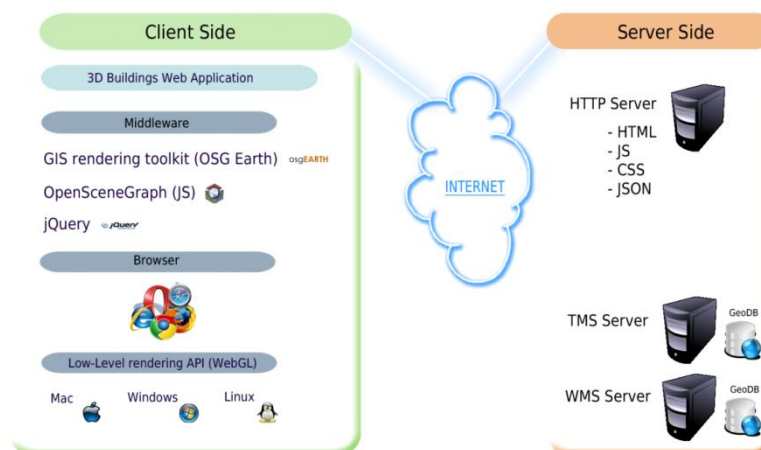 Client Side
3D Buildings Web Application
Middleware
GIS rendering toolkit (OSG Earth) osgEARTH
OpenSceneGraph (JS)
jQuery jQuery
Browser
Low-Level rendering API (WebGL)
Mac Windows Linux
INTERNET
Server Side
HTTP Server
- HTML
- JS
- CSS
- JSON
TMS Server
GeoDB
WMS Server
GeoDB